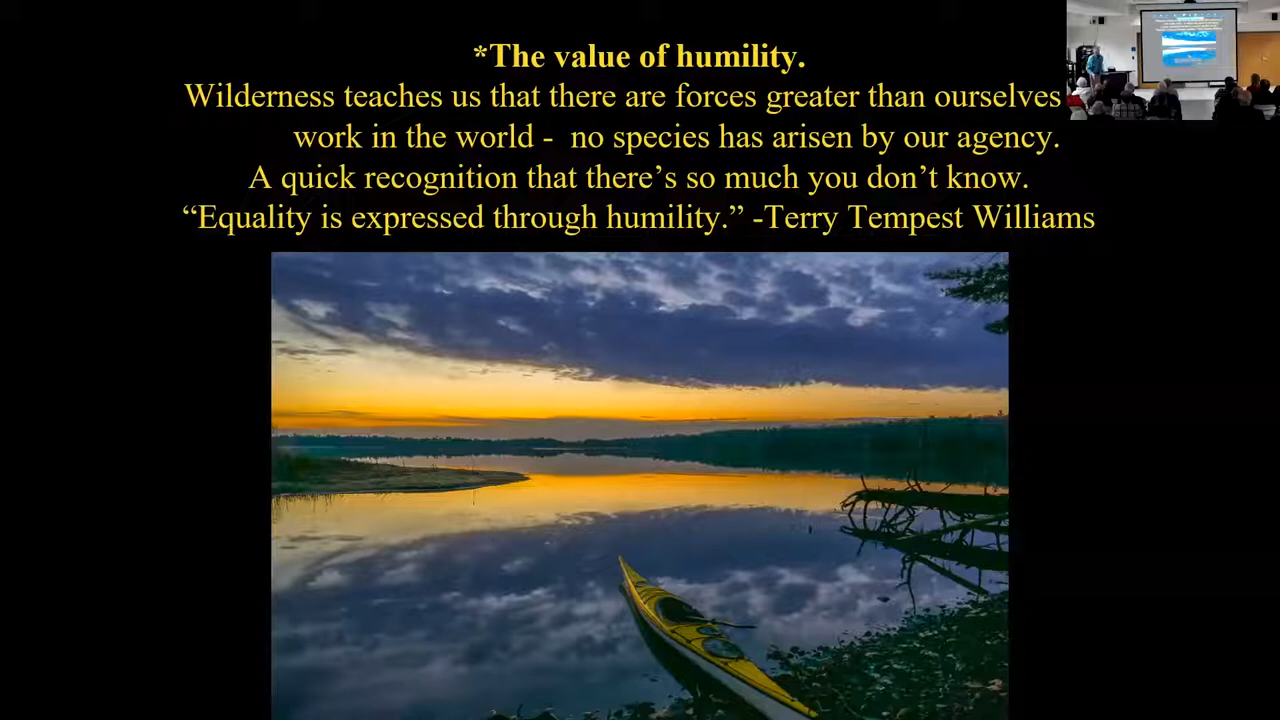 *The value of humility.
Wilderness teaches us that there are forces greater than ourselves
work in the world - no species has arisen by our agency.
A quick recognition that there’s so much you don’t know.
“Equality is expressed through humility.” -Terry Tempest Williams